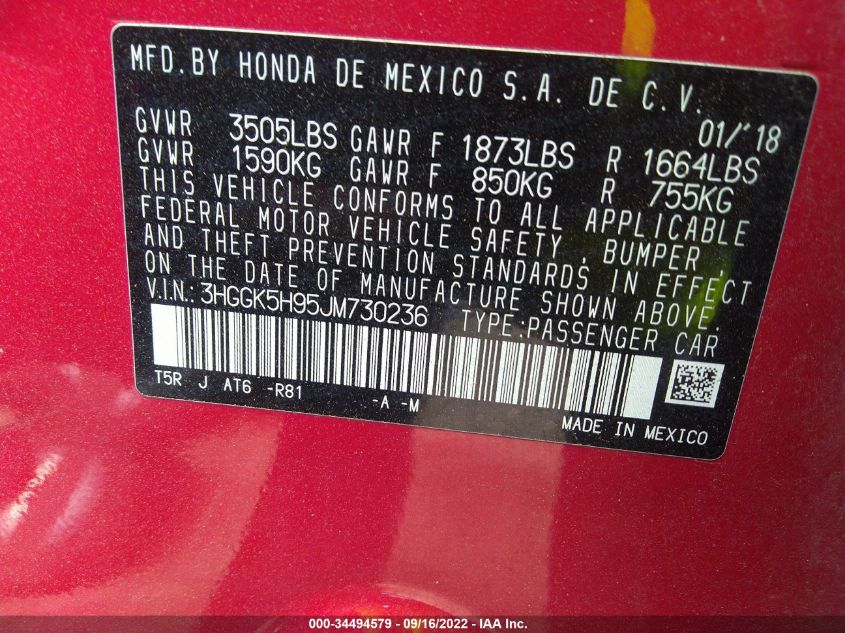 MFD. BY HONDA DE MEXICO S.A. DE C.V.
01/'18
GVWR 3505LBS GAWR F 1873LBS R 1664LBS
GVWR 1590KG GAWR F 850KG R 755KG
THIS VEHICLE CONFORMS TO ALL APPLICABLE
FEDERAL MOTOR VEHICLE SAFETY, BUMPER,
AND THEFT PREVENTION STANDARDS IN EFFECT
ON THE DATE OF MANUFACTURE SHOWN ABOVE.
V.I.N.: 3HGGK5H95JM730236 TYPE:PASSENGER CAR
T5R J AT6 -R81 -A -M
MADE IN MEXICO
000-34494579 - 09/16/2022 - IAA Inc.